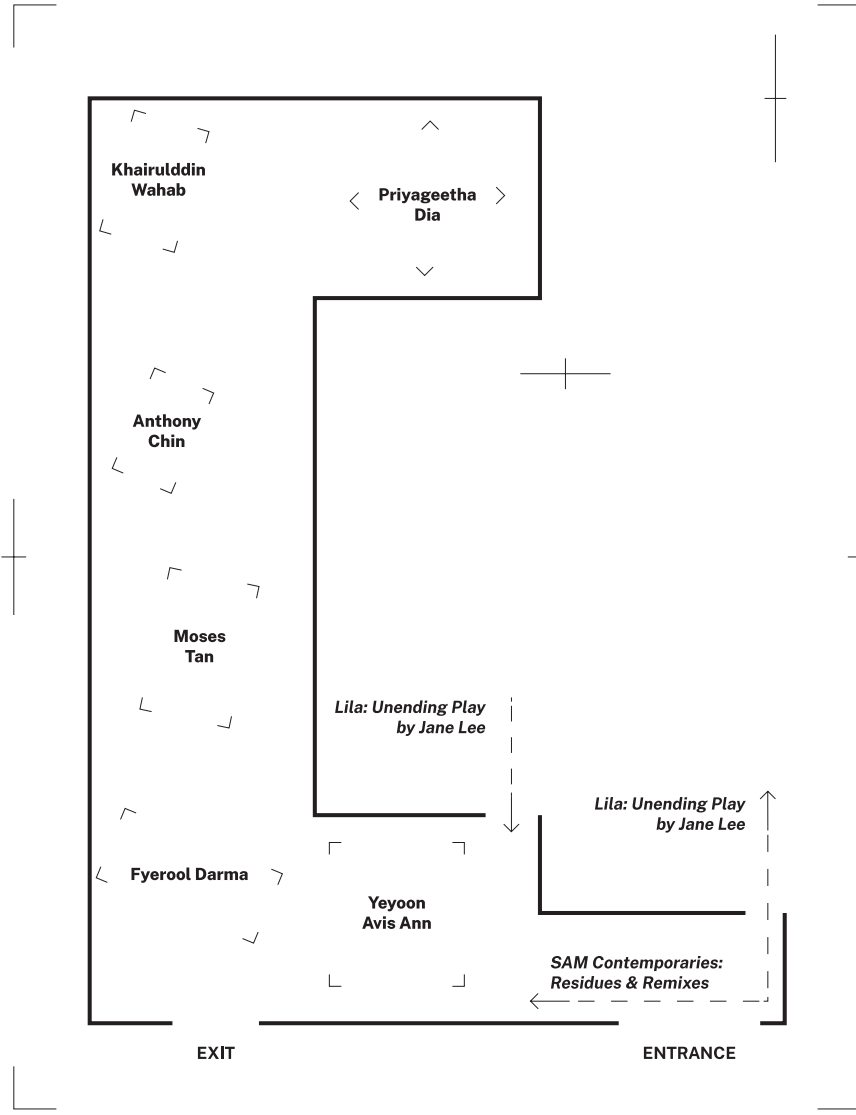 Khairulddin
Wahab
Priyageetha
Dia
Anthony
Chin
Moses
Tan
Lila: Unending Play
by Jane Lee
Lila: Unending Play
by Jane Lee
Fyerool Darma
Yeyoon
Avis Ann
SAM Contemporaries:
Residues & Remixes
EXIT
ENTRANCE